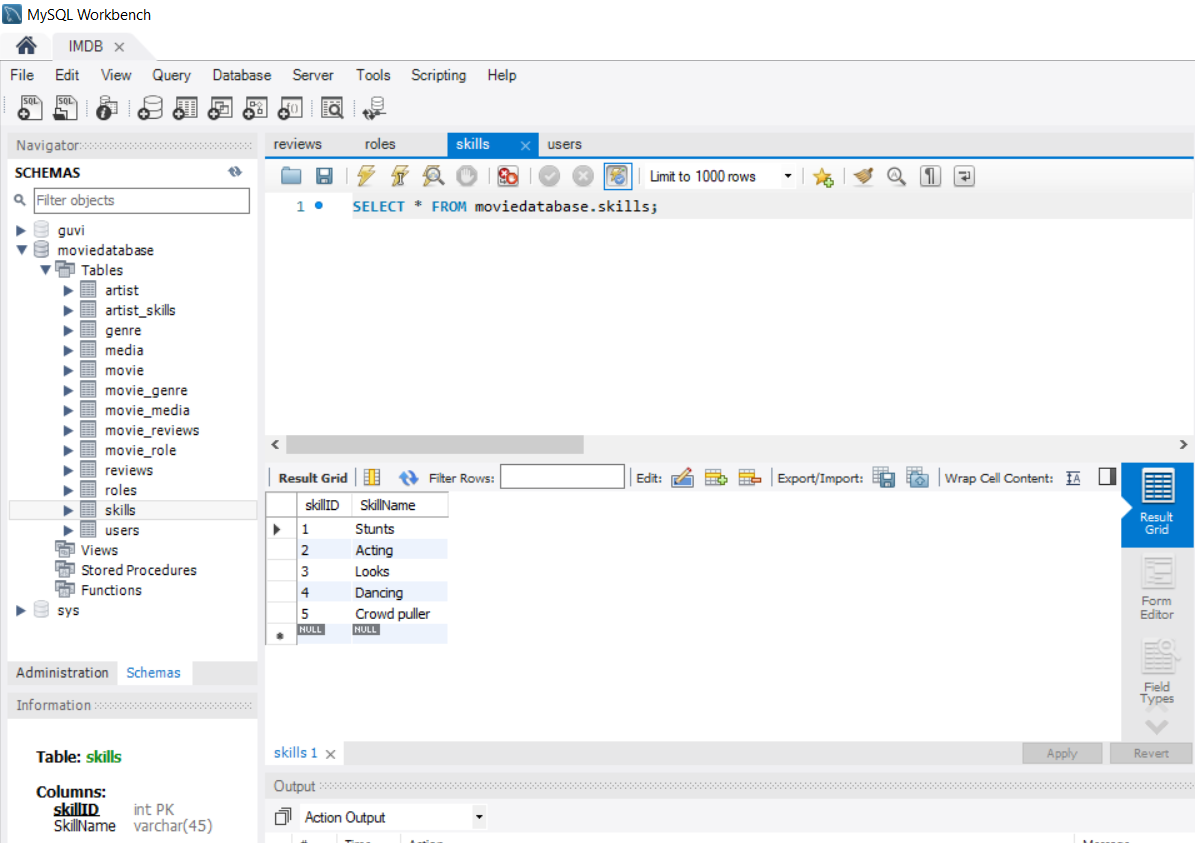 MySQL Workbench
IMDB
File Edit View Query Database Server Tools Scripting Help
SQL SQL
Navigator
SCHEMAS
Filter objects
guvi
moviedatabase
Tables
artist
artist_skills
genre
media
movie
movie_genre
movie_media
movie_reviews
movie_role
reviews
roles
skills
users
Views
Stored Procedures
Functions
sys
Administration Schemas
Information
Table: skills
Columns:
skillID int PK
SkillName varchar(45)
reviews roles skills users
Limit to 1000 rows
1 SELECT * FROM moviedatabase.skills;
Result Grid Filter Rows: Edit: Export/Import: Wrap Cell Content:
skillID SkillName
1 Stunts
2 Acting
3 Looks
4 Dancing
5 Crowd puller
NULL NULL
Result
Grid
Form
Editor
Field
Types
skills 1
Apply Revert
Output
Action Output
# Time Action Message